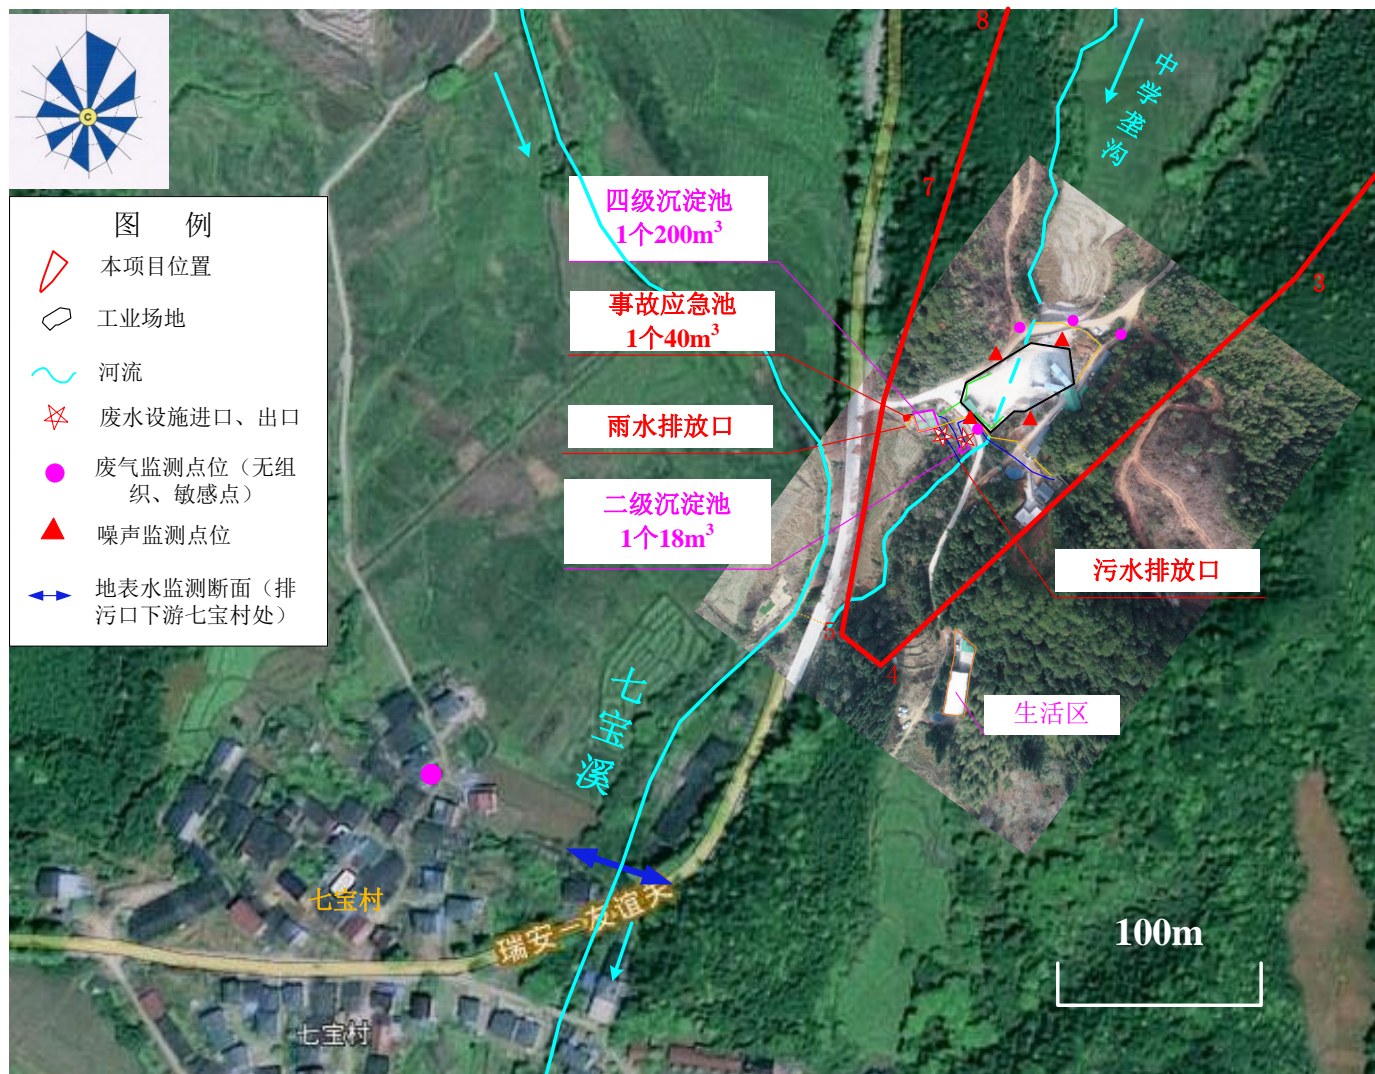 C
图 例
本项目位置
工业场地
河流
废水设施进口、出口
废气监测点位（无组
织、敏感点）
噪声监测点位
地表水监测断面（排
污口下游七宝村处）
8
中学垄沟
7
四级沉淀池
1个200m³
3
事故应急池
1个40m³
雨水排放口
二级沉淀池
1个18m³
污水排放口
5
4
七宝溪
生活区
七宝村
瑞安－友谊关
100m
七宝村